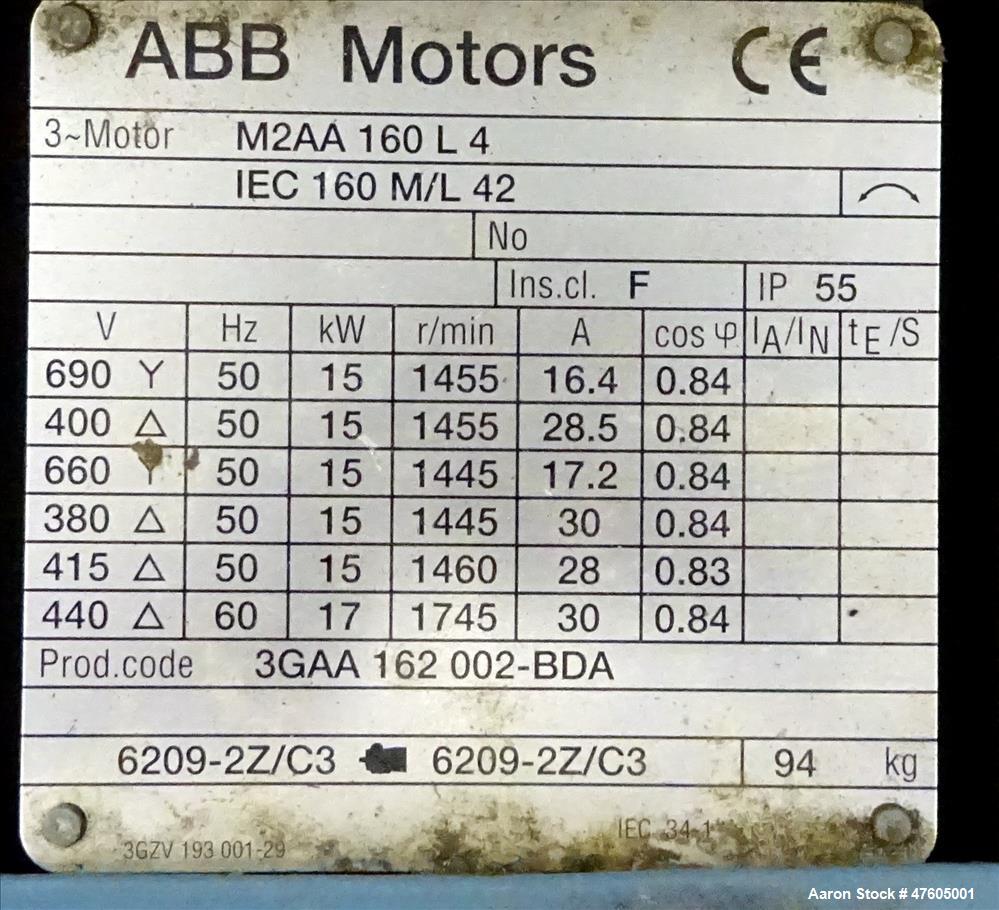 ABB Motors CE
3~Motor M2AA 160 L 4
IEC 160 M/L 42
No
Ins.cl. F IP 55
V Hz kW r/min A cos φ IA/IN tE/S
690 Y 50 15 1455 16.4 0.84
400 △ 50 15 1455 28.5 0.84
660 Y 50 15 1445 17.2 0.84
380 △ 50 15 1445 30 0.84
415 △ 50 15 1460 28 0.83
440 △ 60 17 1745 30 0.84
Prod.code 3GAA 162 002-BDA
6209-2Z/C3 6209-2Z/C3 94 kg
IEC 34-1
3GZV 193 001-29
Aaron Stock # 47605001